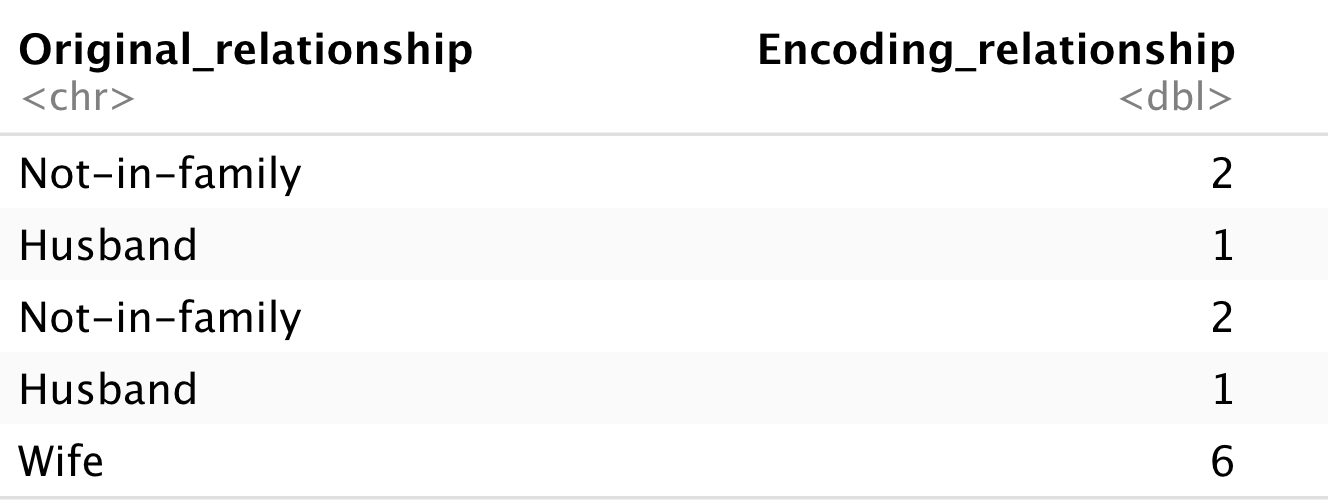 Original_relationship Encoding_relationship
<chr> <dbl>
Not-in-family 2
Husband 1
Not-in-family 2
Husband 1
Wife 6